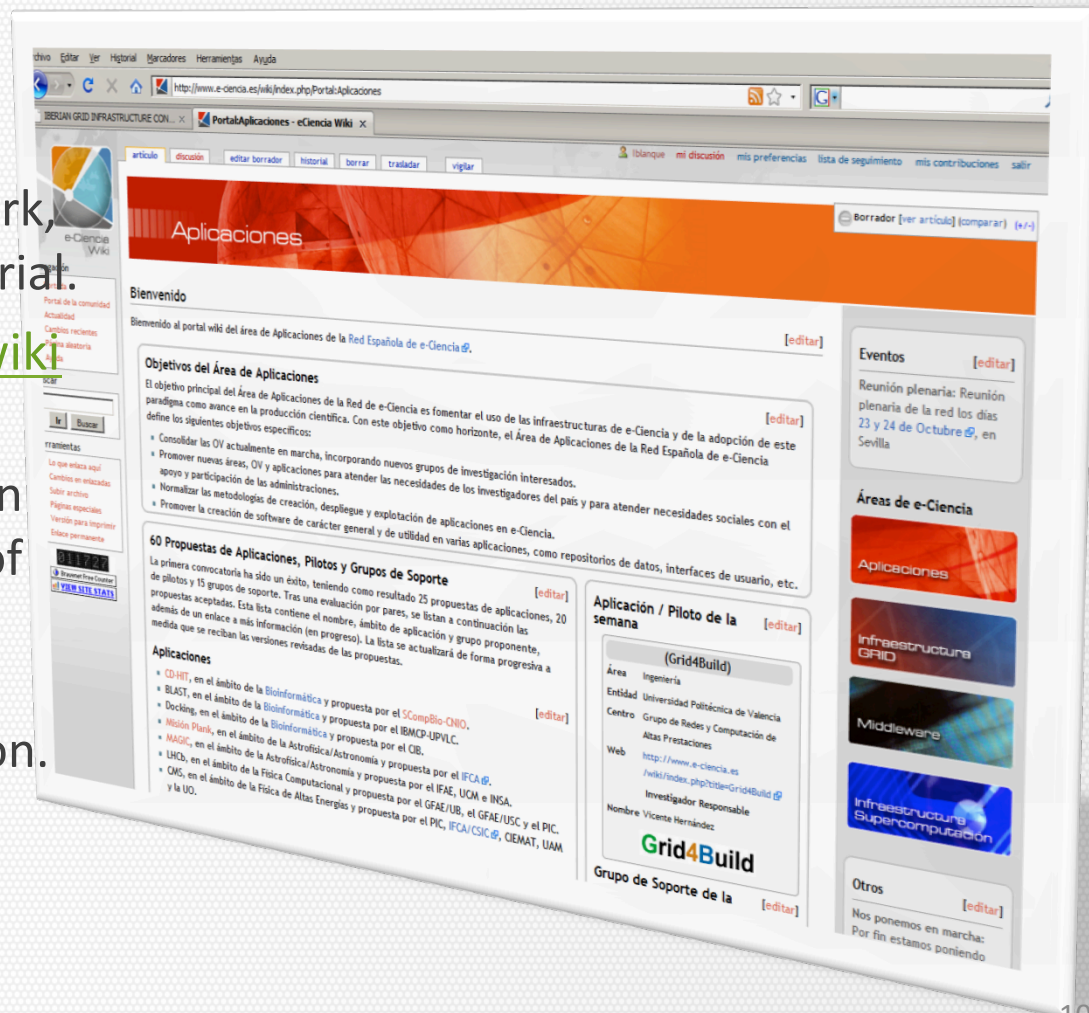 rk,
rial.
viki
n
of
on.
chivo Editar Ver Historial Marcadores Herramientas Ayuda
http://www.e-ciencia.es/wiki/index.php/Portal:Aplicaciones
IBERIAN GRID INFRASTRUCTURE CON...
Portal:Aplicaciones - eCiencia Wiki
lblanque mi discusión mis preferencias lista de seguimiento mis contribuciones salir
artículo discusión editar borrador historial borrar trasladar vigilar
e-Ciencia
Wiki
Portal de la comunidad
Actualidad
Cambios recientes
Página aleatoria
Ayuda
scar
Ir Buscar
rramientas
Lo que enlaza aquí
Cambios en enlazadas
Subir archivo
Páginas especiales
Versión para imprimir
Enlace permanente
811727
Bravenet Free Counter
VIEW SITE STATS
Aplicaciones
Borrador [ver artículo] (comparar) (+/-)
Bienvenido
[editar]
Bienvenido al portal wiki del área de Aplicaciones de la Red Española de e-Ciencia.
Objetivos del Área de Aplicaciones
[editar]
El objetivo principal del Área de Aplicaciones de la Red de e-Ciencia es fomentar el uso de las infraestructuras de e-Ciencia y de la adopción de este
paradigma como avance en la producción científica. Con este objetivo como horizonte, el Área de Aplicaciones de la Red Española de e-Ciencia
define los siguientes objetivos específicos:
Consolidar las OV actualmente en marcha, incorporando nuevos grupos de investigación interesados.
Promover nuevas áreas, OV y aplicaciones para atender las necesidades de los investigadores del país y para atender necesidades sociales con el
apoyo y participación de las administraciones.
Normalizar las metodologías de creación, despliegue y explotación de aplicaciones en e-Ciencia.
Promover la creación de software de carácter general y de utilidad en varias aplicaciones, como repositorios de datos, interfaces de usuario, etc.
60 Propuestas de Aplicaciones, Pilotos y Grupos de Soporte
[editar]
La primera convocatoria ha sido un éxito, teniendo como resultado 25 propuestas de aplicaciones, 20
de pilotos y 15 grupos de soporte. Tras una evaluación por pares, se listan a continuación las
propuestas aceptadas. Esta lista contiene el nombre, ámbito de aplicación y grupo proponente,
además de un enlace a más información (en progreso). La lista se actualizará de forma progresiva a
medida que se reciban las versiones revisadas de las propuestas.
Aplicaciones
[editar]
CD-HIT, en el ámbito de la Bioinformática y propuesta por el SCompBio-CNIO.
BLAST, en el ámbito de la Bioinformática y propuesta por el IBMCP-UPVLC.
Docking, en el ámbito de la Bioinformática y propuesta por el CIB.
Misión Plank, en el ámbito de la Astrofísica/Astronomía y propuesta por el IFCA.
MAGIC, en el ámbito de la Astrofísica/Astronomía y propuesta por el IFAE, UCM e INSA.
LHCb, en el ámbito de la Física Computacional y propuesta por el GFAE/UB, el GFAE/USC y el PIC.
CMS, en el ámbito de la Física de Altas Energías y propuesta por el PIC, IFCA/CSIC, CIEMAT, UAM
y la UO.
Aplicación / Piloto de la
semana
[editar]
(Grid4Build)
Área Ingeniería
Entidad Universidad Politécnica de Valencia
Centro Grupo de Redes y Computación de
Altas Prestaciones
Web http://www.e-ciencia.es
/wiki/index.php?title=Grid4Build
Investigador Responsable
Nombre Vicente Hernández
Grid4Build
Grupo de Soporte de la
[editar]
Eventos [editar]
Reunión plenaria: Reunión
plenaria de la red los días
23 y 24 de Octubre, en
Sevilla
Áreas de e-Ciencia
Aplicaciones
Infraestructura
GRID
Middleware
Infraestructura
Supercomputación
Otros
[editar]
Nos ponemos en marcha:
Por fin estamos poniendo